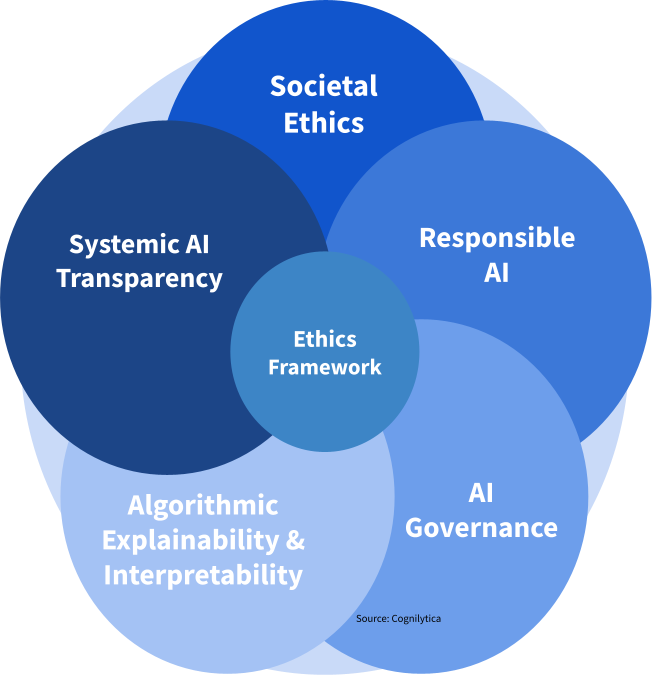 Societal
Ethics
Systemic AI
Transparency
Responsible
AI
Ethics
Framework
Algorithmic
Explainability &
Interpretability
AI
Governance
Source: Cognilytica